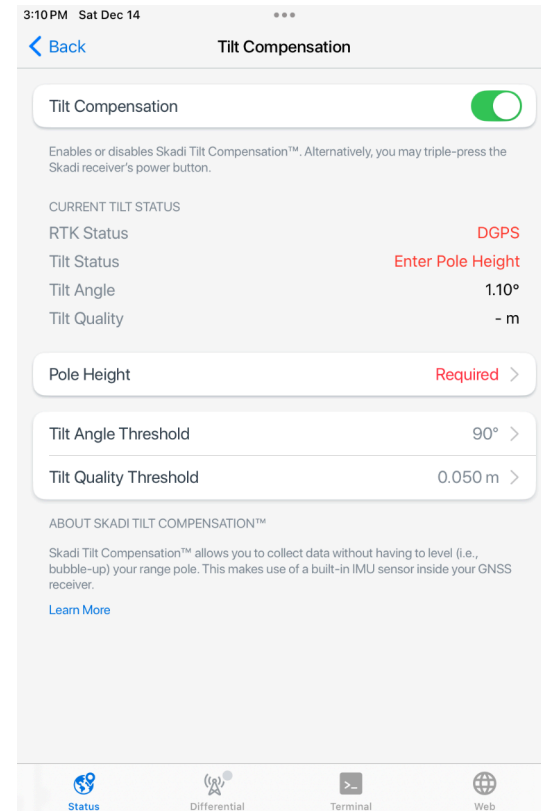 3:10 PM Sat Dec 14
Back
Tilt Compensation
Tilt Compensation
Enables or disables Skadi Tilt Compensation™. Alternatively, you may triple-press the
Skadi receiver's power button.
CURRENT TILT STATUS
RTK Status DGPS
Tilt Status Enter Pole Height
Tilt Angle 1.10°
Tilt Quality - m
Pole Height Required
Tilt Angle Threshold 90°
Tilt Quality Threshold 0.050 m
ABOUT SKADI TILT COMPENSATION™
Skadi Tilt Compensation™ allows you to collect data without having to level (i.e.,
bubble-up) your range pole. This makes use of a built-in IMU sensor inside your GNSS
receiver.
Learn More
Status Differential Terminal Web